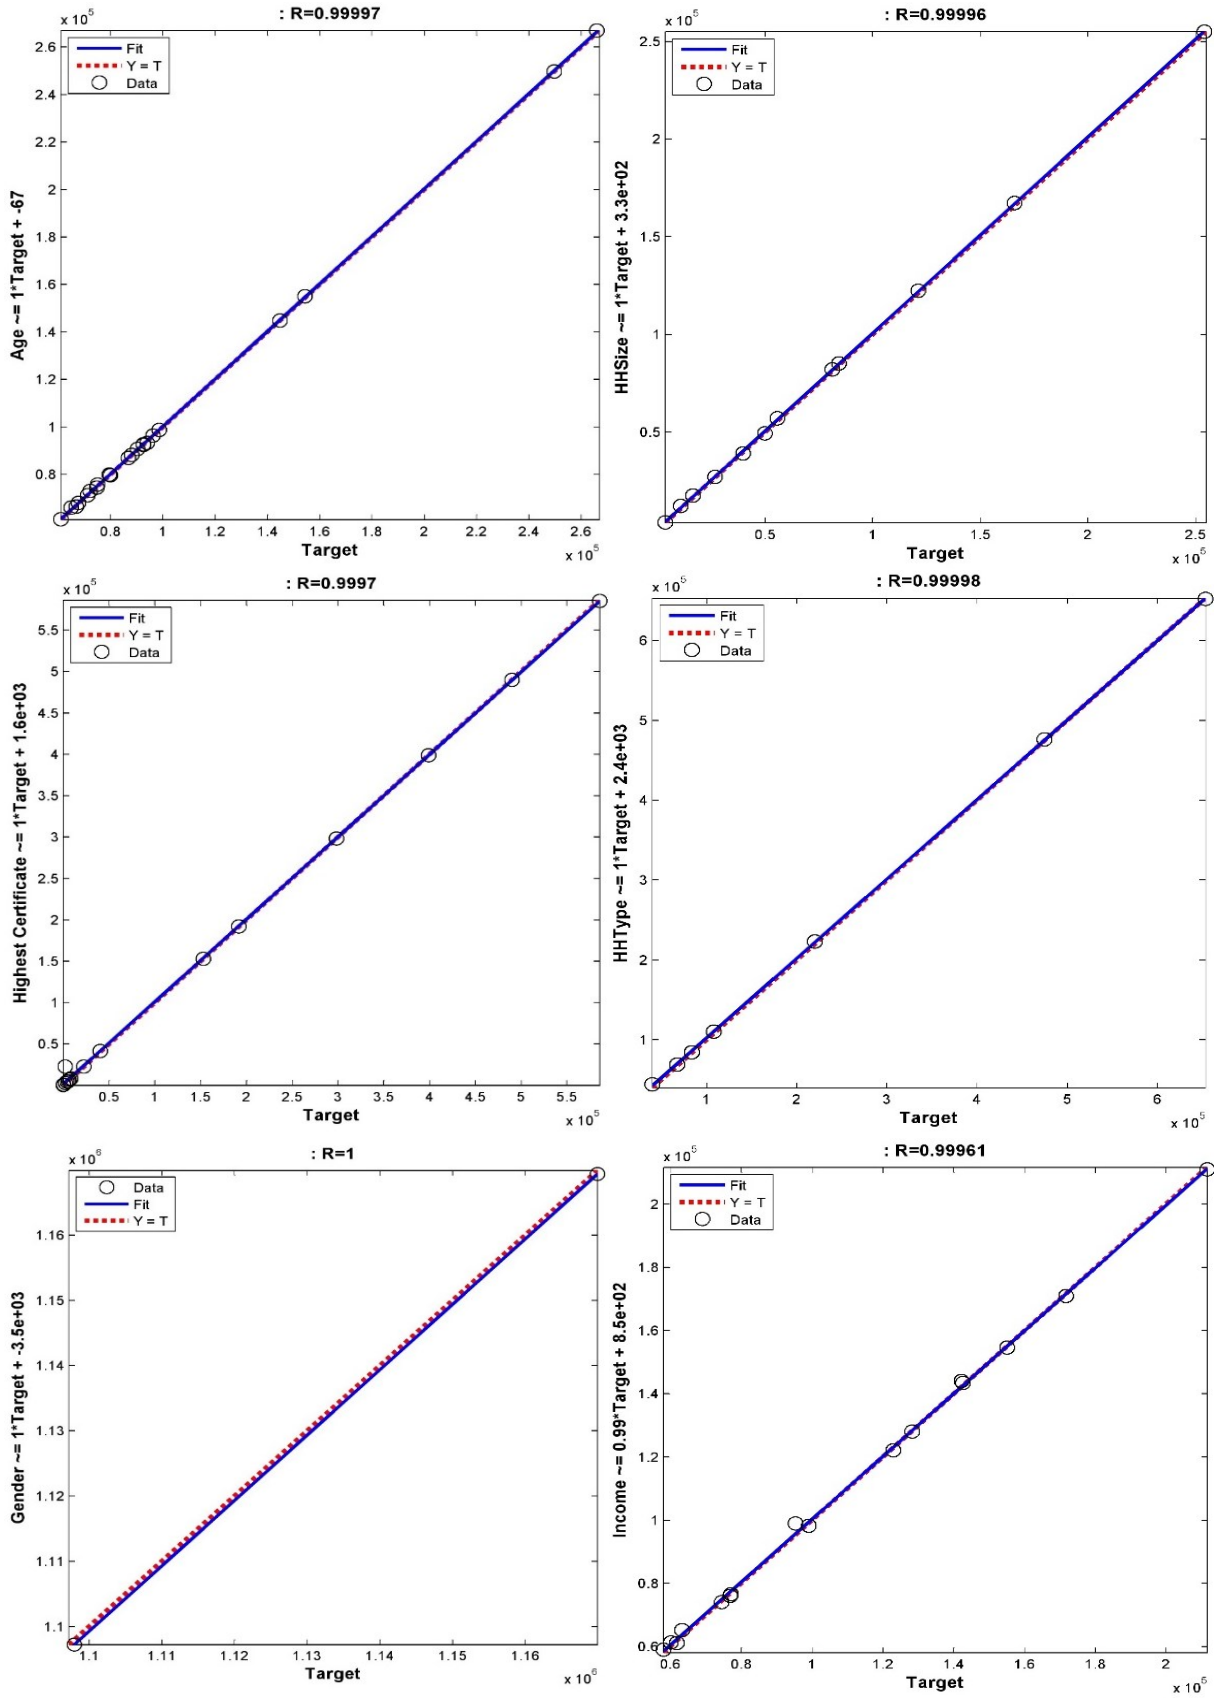 : R=0.99997
x 10^5
Fit
Y = T
Data
2.6
2.4
2.2
2
1.8
1.6
1.4
1.2
1
0.8
Age ~= 1*Target + -67
0.8 1 1.2 1.4 1.6 1.8 2 2.2 2.4 2.6
Target
x 10^5
: R=0.99996
x 10^5
Fit
Y = T
Data
2.5
2
1.5
1
0.5
HHSize ~= 1*Target + 3.3e+02
0.5 1 1.5 2 2.5
Target
x 10^5
: R=0.9997
x 10^5
Fit
Y = T
Data
5.5
5
4.5
4
3.5
3
2.5
2
1.5
1
0.5
Highest Certificate ~= 1*Target + 1.6e+03
0.5 1 1.5 2 2.5 3 3.5 4 4.5 5 5.5
Target
x 10^5
: R=0.99998
x 10^5
Fit
Y = T
Data
6
5
4
3
2
1
HHType ~= 1*Target + 2.4e+03
1 2 3 4 5 6
Target
x 10^5
: R=1
x 10^6
Data
Fit
Y = T
1.16
1.15
1.14
1.13
1.12
1.11
1.1
Gender ~= 1*Target + -3.5e+03
1.1 1.11 1.12 1.13 1.14 1.15 1.16
Target
x 10^6
: R=0.99961
x 10^5
Fit
Y = T
Data
2
1.8
1.6
1.4
1.2
1
0.8
0.6
Income ~= 0.99*Target + 8.5e+02
0.6 0.8 1 1.2 1.4 1.6 1.8 2
Target
x 10^5